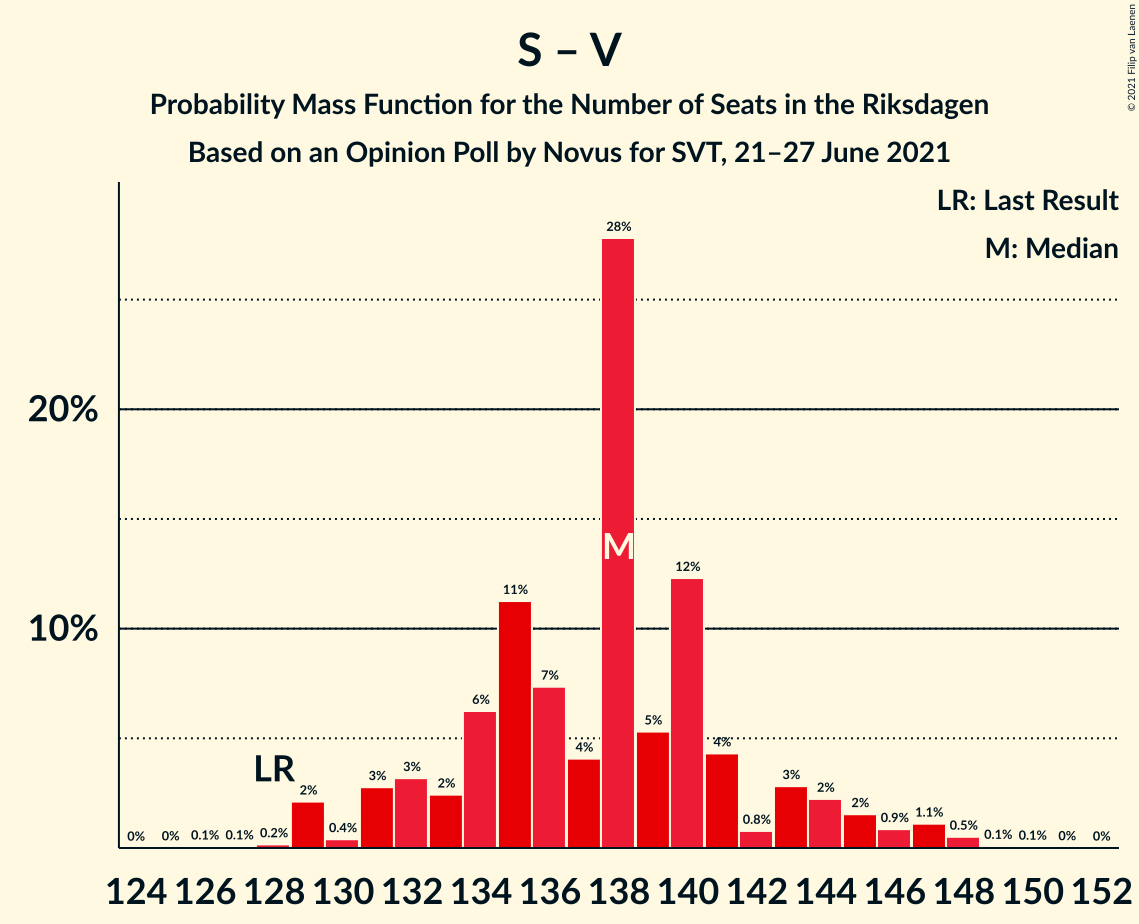 S – V
Probability Mass Function for the Number of Seats in the Riksdagen
Based on an Opinion Poll by Novus for SVT, 21–27 June 2021
© 2021 Filip van Laenen
LR: Last Result
M: Median
20%
10%
LR
M
0% 0% 0.1% 0.1% 0.2% 2% 0.4% 3% 3% 2% 6% 11% 7% 4% 28% 5% 12% 4% 0.8% 3% 2% 2% 0.9% 1.1% 0.5% 0.1% 0.1% 0% 0%
124 126 128 130 132 134 136 138 140 142 144 146 148 150 152